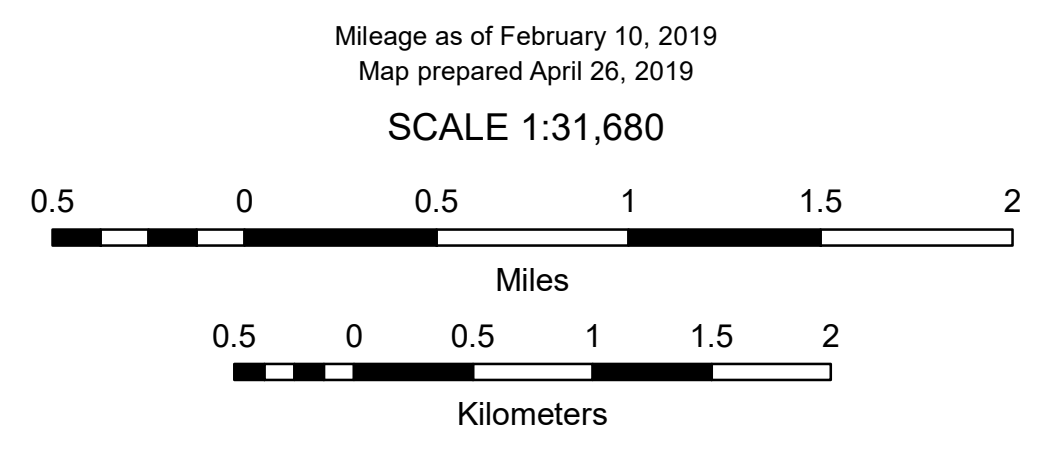 Mileage as of February 10, 2019
Map prepared April 26, 2019
SCALE 1:31,680
0.5 0 0.5 1 1.5 2
Miles
0.5 0 0.5 1 1.5 2
Kilometers